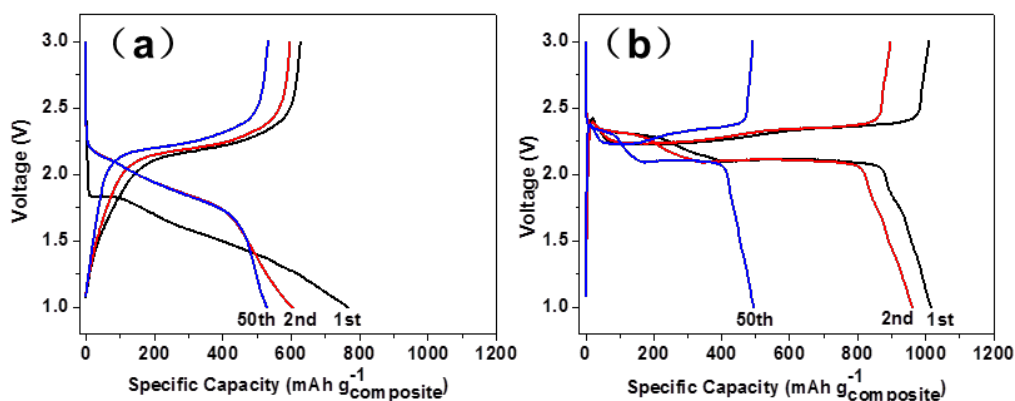 (a)
3.0
2.5
2.0
1.5
1.0
Voltage (V)
50th 2nd 1st
0 200 400 600 800 1000 1200
Specific Capacity (mAh g⁻¹composite)
(b)
3.0
2.5
2.0
1.5
1.0
Voltage (V)
50th 2nd 1st
0 200 400 600 800 1000 1200
Specific Capacity (mAh g⁻¹composite)